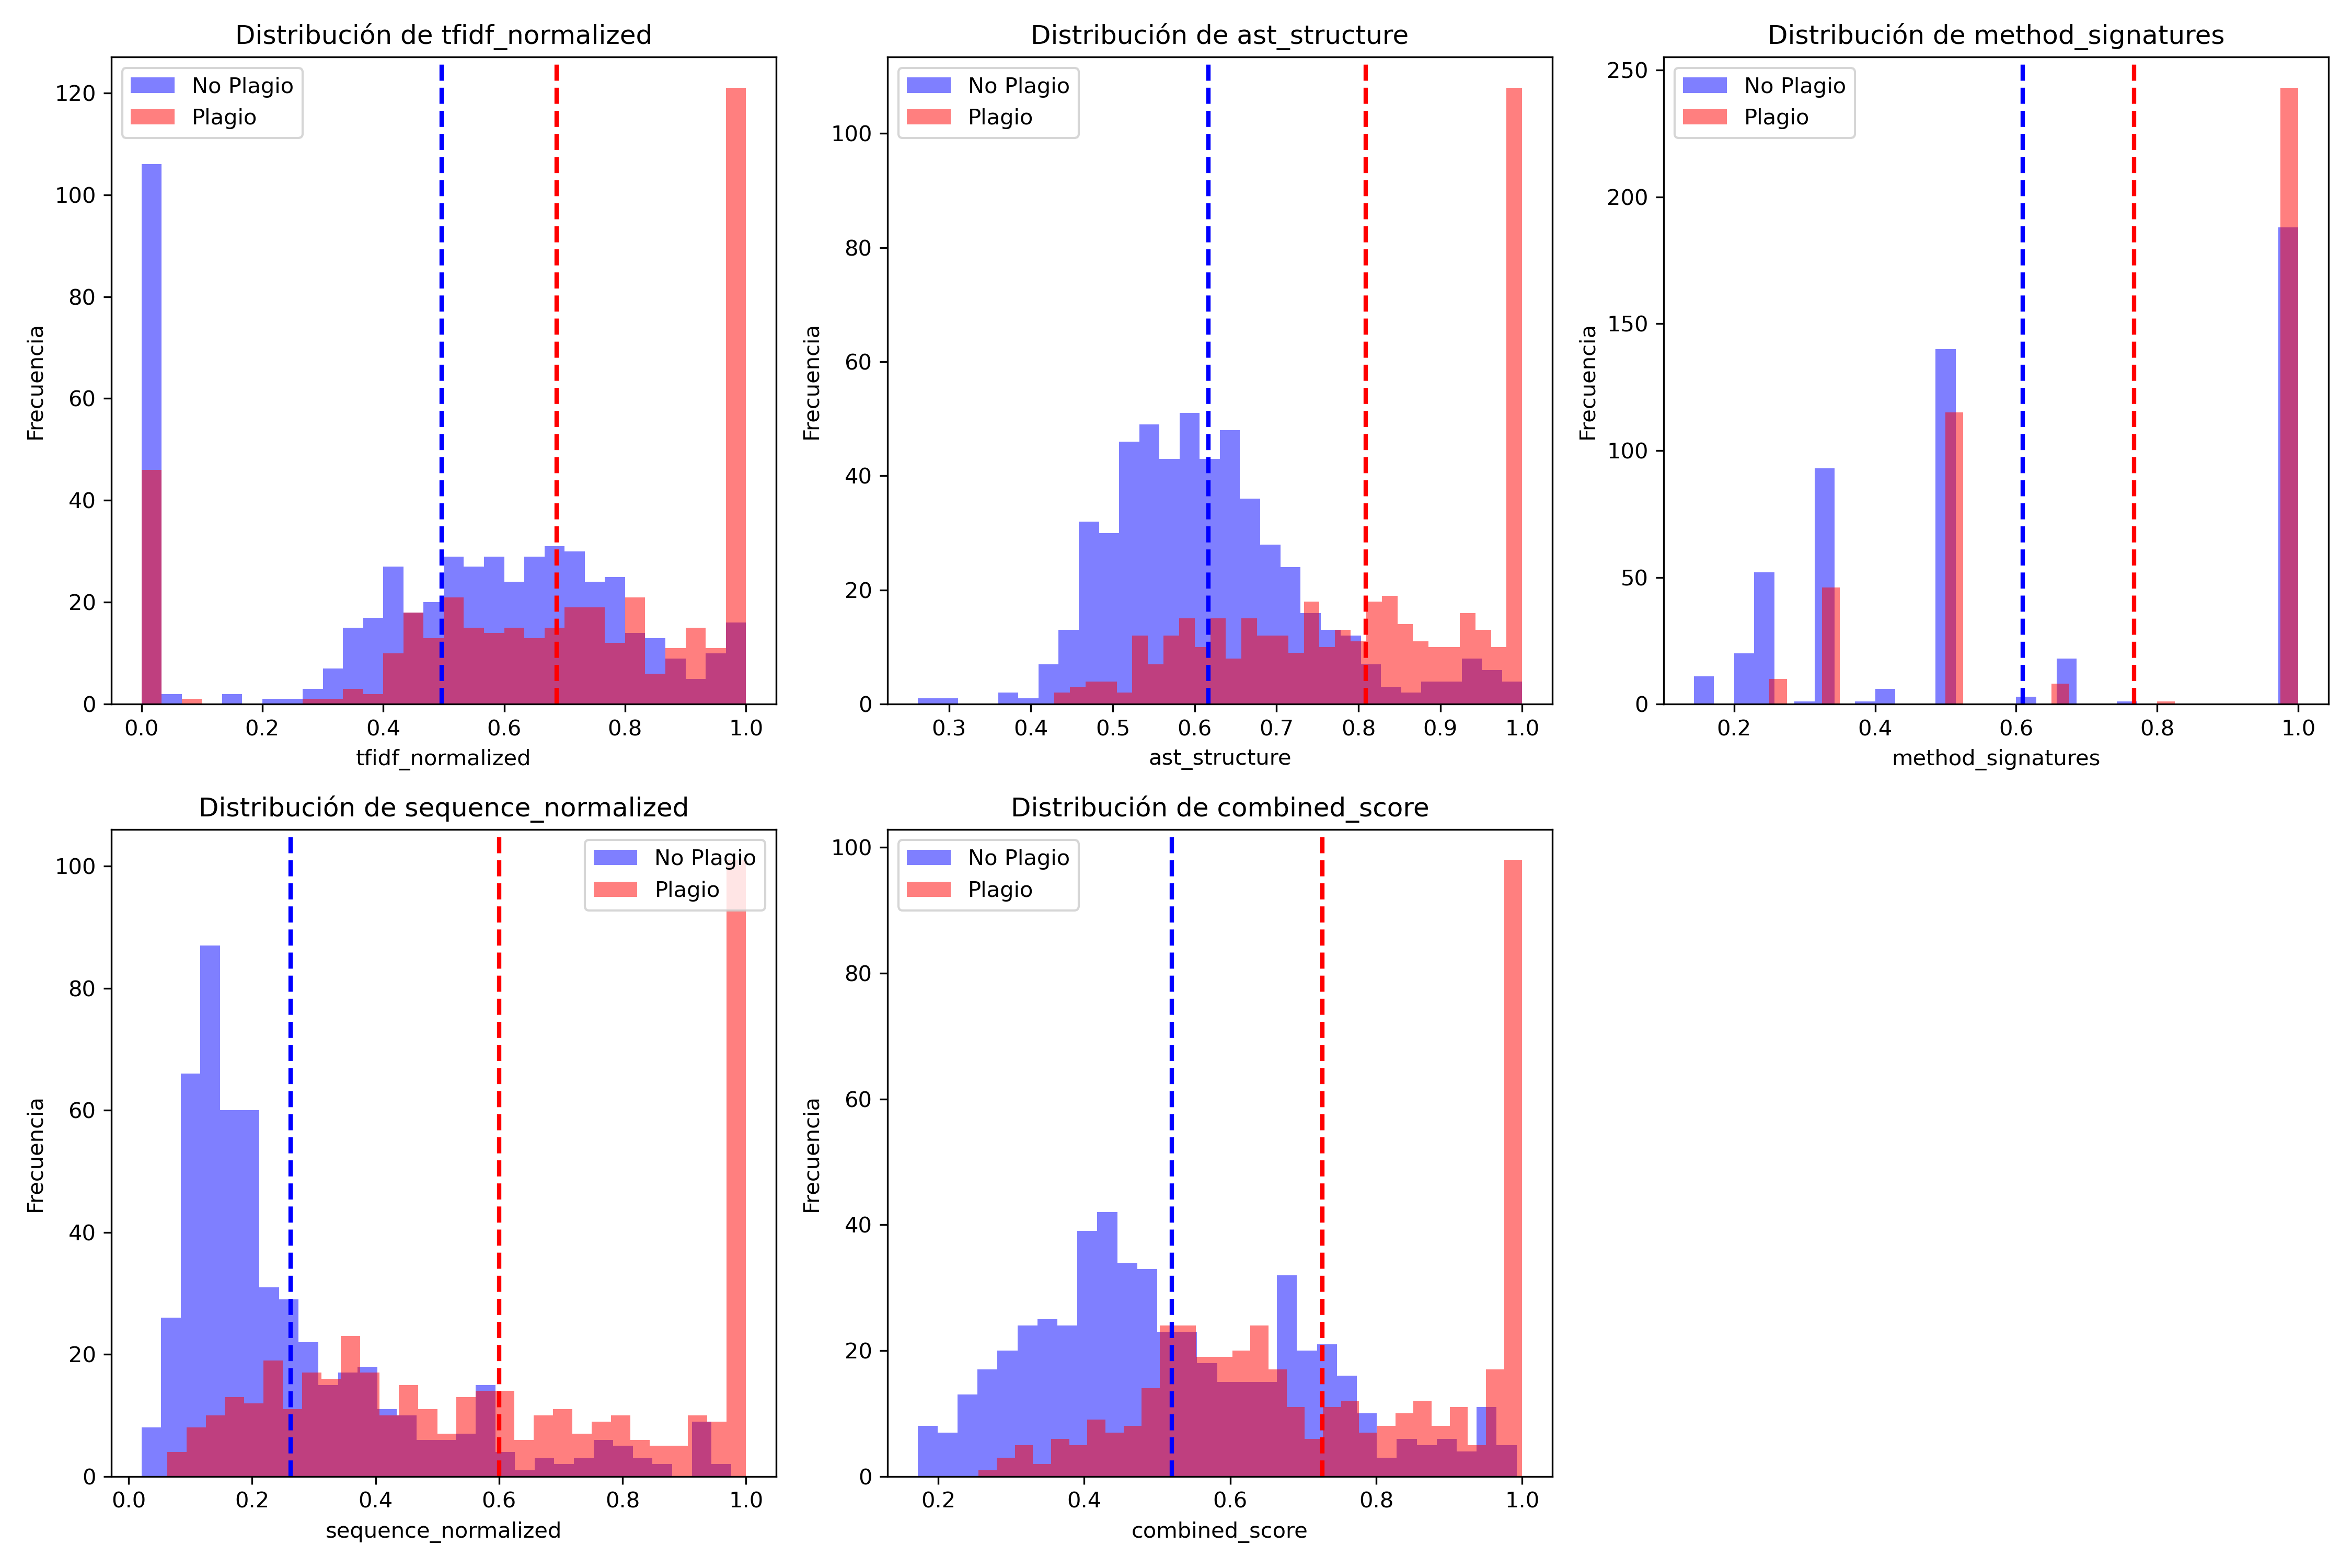 Distribución de tfidf_normalized
No Plagio
Plagio
120
100
80
60
40
20
0
Frecuencia
0.0 0.2 0.4 0.6 0.8 1.0
tfidf_normalized
Distribución de ast_structure
No Plagio
Plagio
100
80
60
40
20
0
Frecuencia
0.3 0.4 0.5 0.6 0.7 0.8 0.9 1.0
ast_structure
Distribución de method_signatures
No Plagio
Plagio
250
200
150
100
50
0
Frecuencia
0.2 0.4 0.6 0.8 1.0
method_signatures
Distribución de sequence_normalized
No Plagio
Plagio
100
80
60
40
20
0
Frecuencia
0.0 0.2 0.4 0.6 0.8 1.0
sequence_normalized
Distribución de combined_score
No Plagio
Plagio
100
80
60
40
20
0
Frecuencia
0.2 0.4 0.6 0.8 1.0
combined_score